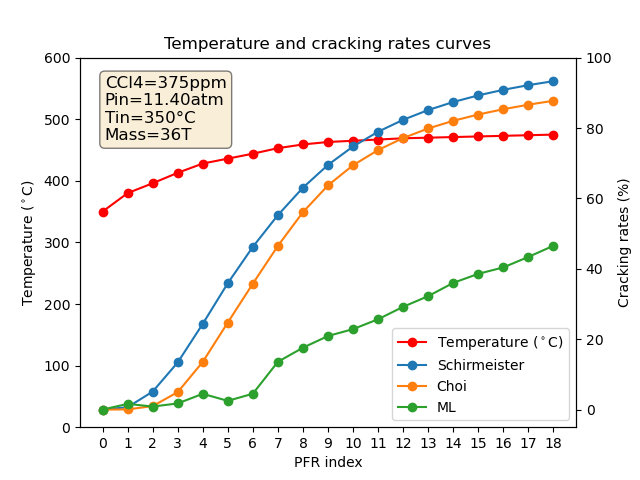 Temperature and cracking rates curves
CCl4=375ppm
Pin=11.40atm
Tin=350°C
Mass=36T
600
500
400
300
200
100
0
Temperature (°C)
100
80
60
40
20
0
Cracking rates (%)
Temperature (°C)
Schirmeister
Choi
ML
0 1 2 3 4 5 6 7 8 9 10 11 12 13 14 15 16 17 18
PFR index